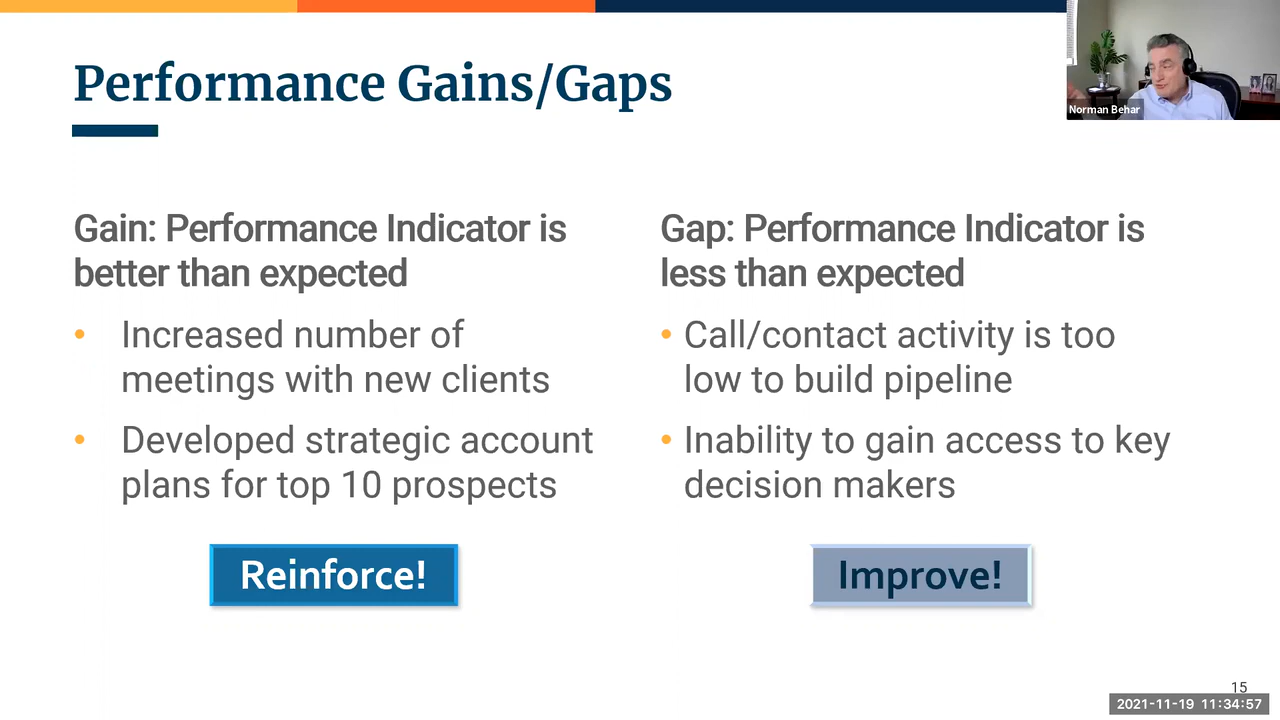 Performance Gains/Gaps
Norman Behar
Gain: Performance Indicator is
better than expected
• Increased number of
meetings with new clients
• Developed strategic account
plans for top 10 prospects
Reinforce!
Gap: Performance Indicator is
less than expected
• Call/contact activity is too
low to build pipeline
• Inability to gain access to key
decision makers
Improve!
15
2021-11-19 11:34:57